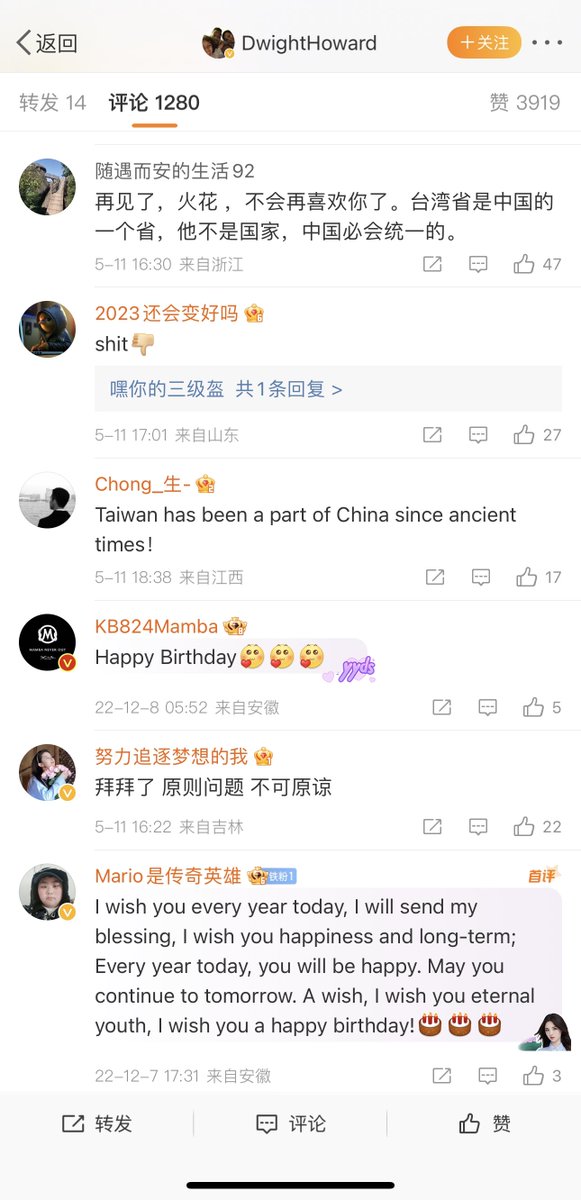 返回
DwightHoward
+关注
转发 14
评论 1280
赞 3919
随遇而安的生活92
再见了，火花 ，不会再喜欢你了。台湾省是中国的
一个省，他不是国家，中国必会统一的。
5-11 16:30 来自浙江
47
2023还会变好吗
shit👎
嘿你的三级盔 共1条回复 >
5-11 17:01 来自山东
27
Chong_生-
Taiwan has been a part of China since ancient
times！
5-11 18:38 来自江西
17
KB824Mamba
Happy Birthday
yyds
22-12-8 05:52 来自安徽
5
努力追逐梦想的我
拜拜了 原则问题 不可原谅
5-11 16:22 来自吉林
22
Mario是传奇英雄
铁粉1
首评
I wish you every year today, I will send my
blessing, I wish you happiness and long-term;
Every year today, you will be happy. May you
continue to tomorrow. A wish, I wish you eternal
youth, I wish you a happy birthday!🎂🎂🎂
22-12-7 17:31 来自安徽
3
转发
评论
赞